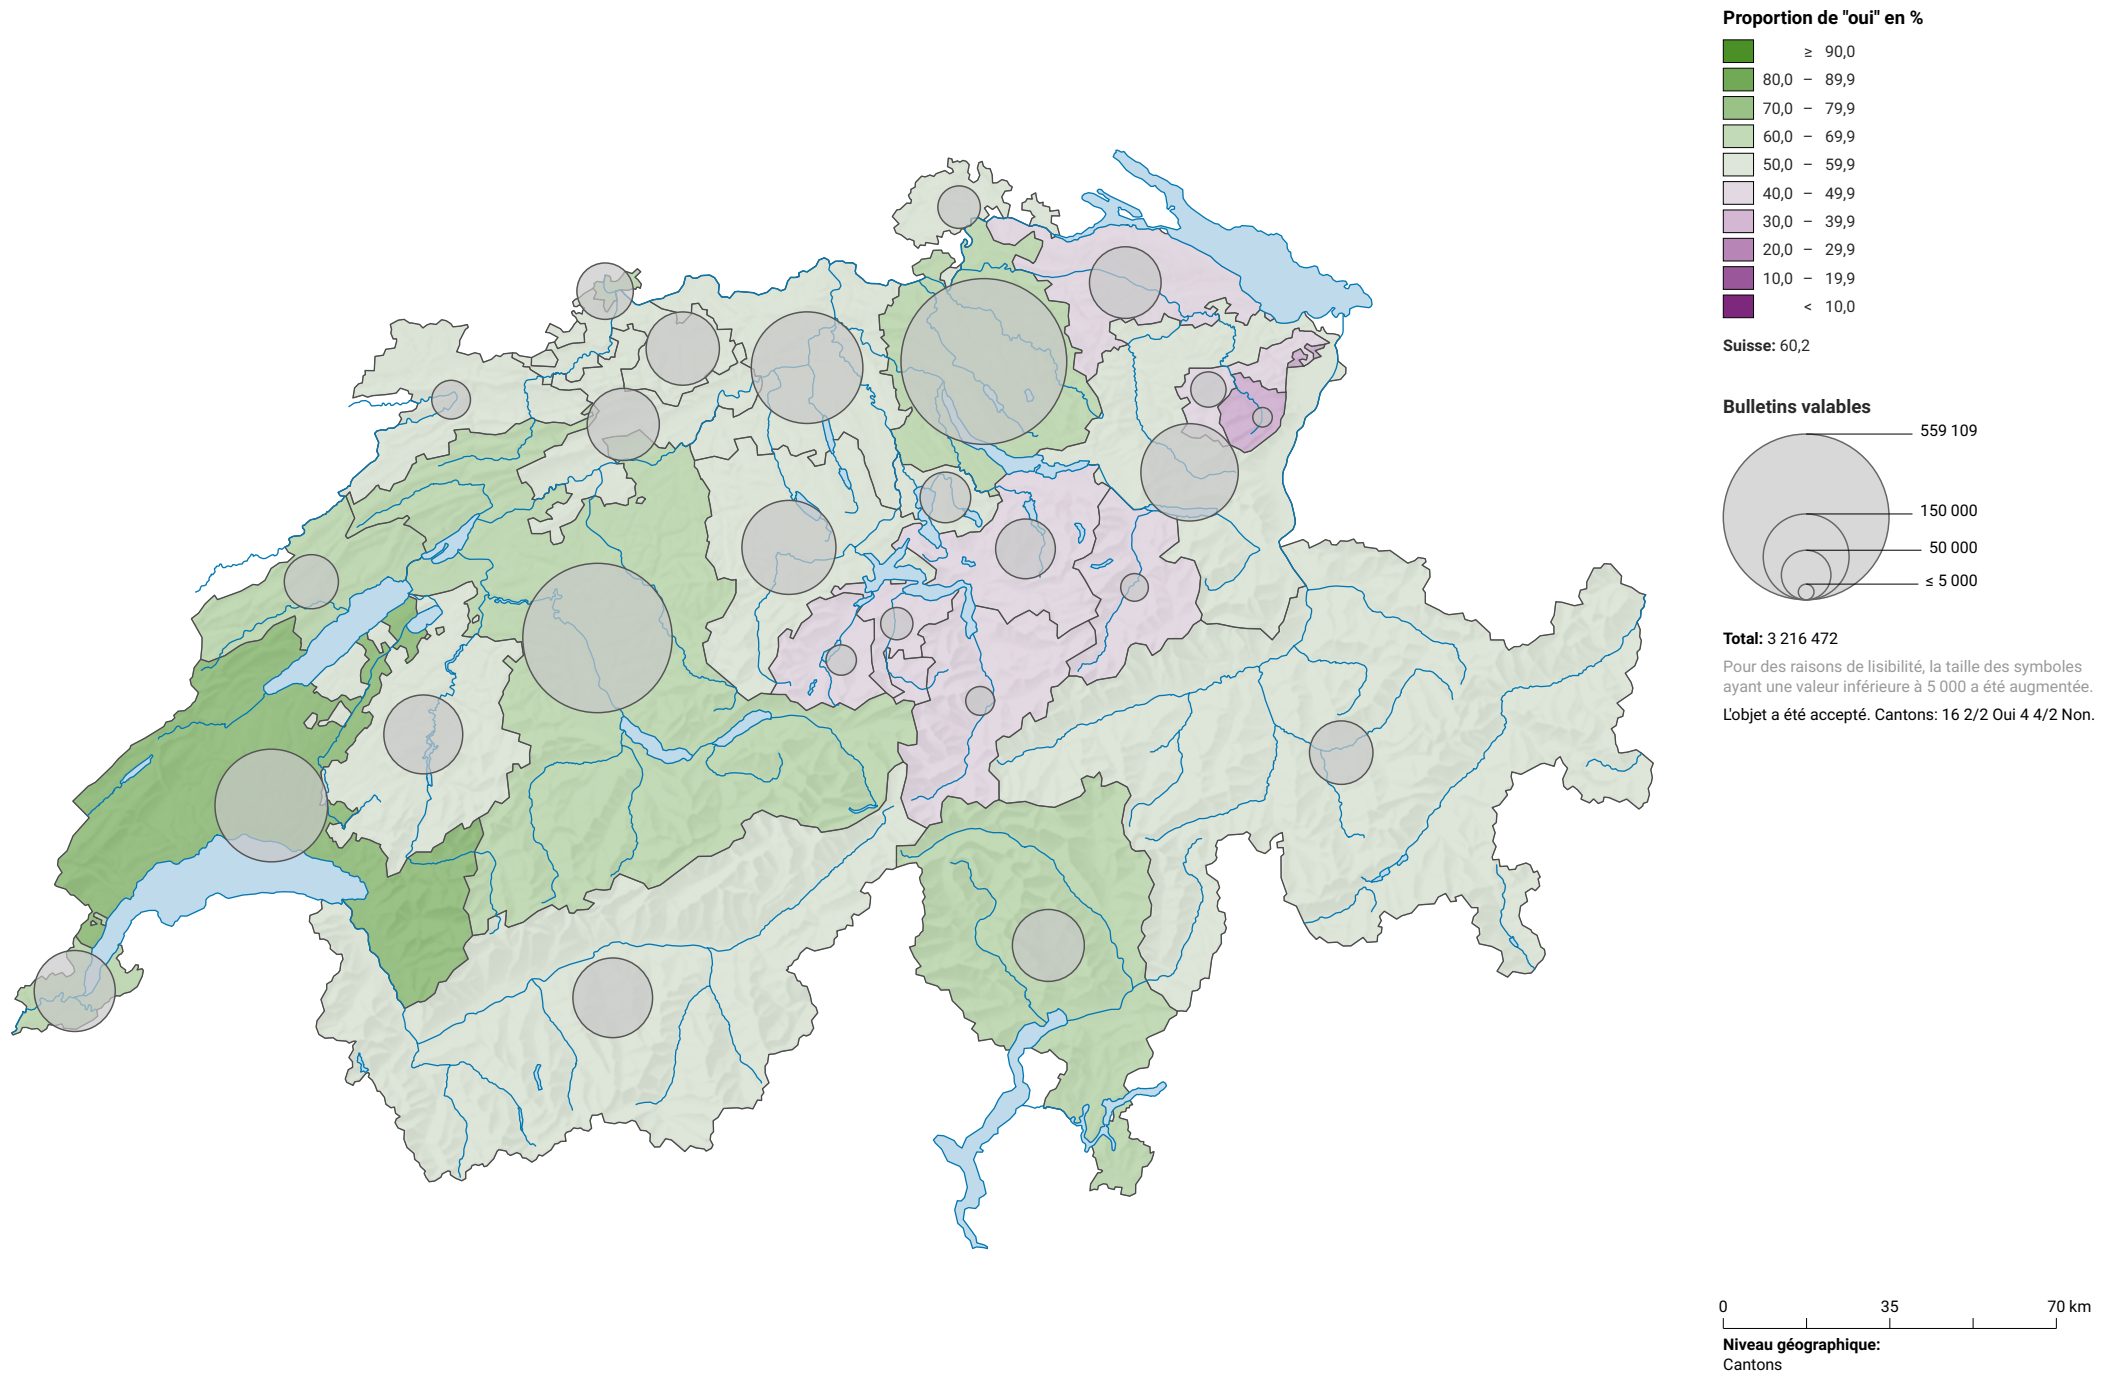 Proportion de "oui" en %
≥ 90,0
80,0 – 89,9
70,0 – 79,9
60,0 – 69,9
50,0 – 59,9
40,0 – 49,9
30,0 – 39,9
20,0 – 29,9
10,0 – 19,9
< 10,0
Suisse: 60,2
Bulletins valables
559 109
150 000
50 000
≤ 5 000
Total: 3 216 472
Pour des raisons de lisibilité, la taille des symboles
ayant une valeur inférieure à 5 000 a été augmentée.
L'objet a été accepté. Cantons: 16 2/2 Oui 4 4/2 Non.
0 35 70 km
Niveau géographique:
Cantons